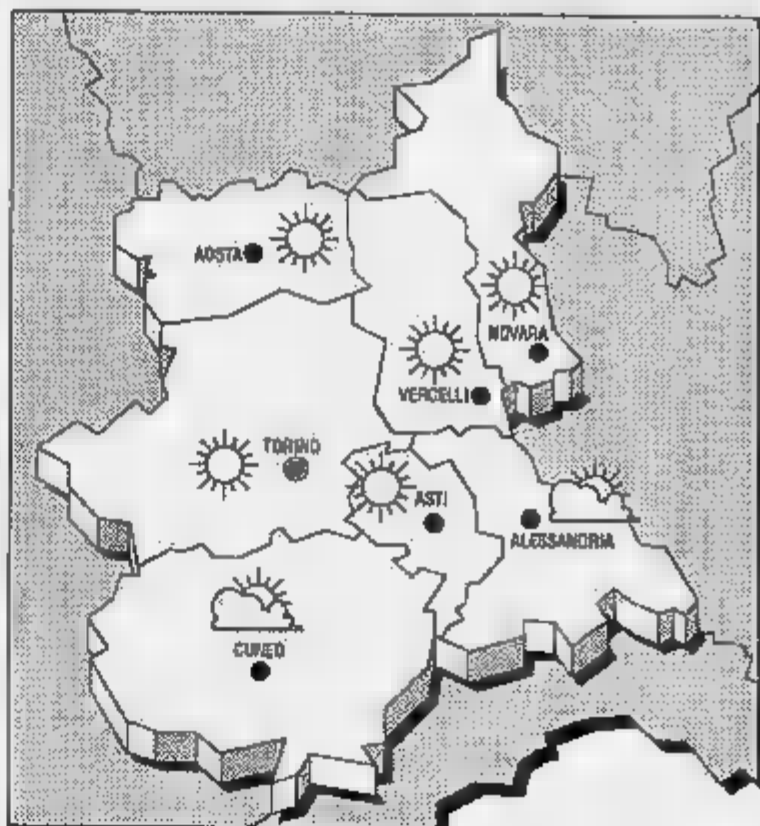 AOSTA
NOVARA
VERCELLI
TORINO
ASTI
ALESSANDRIA
CUNEO